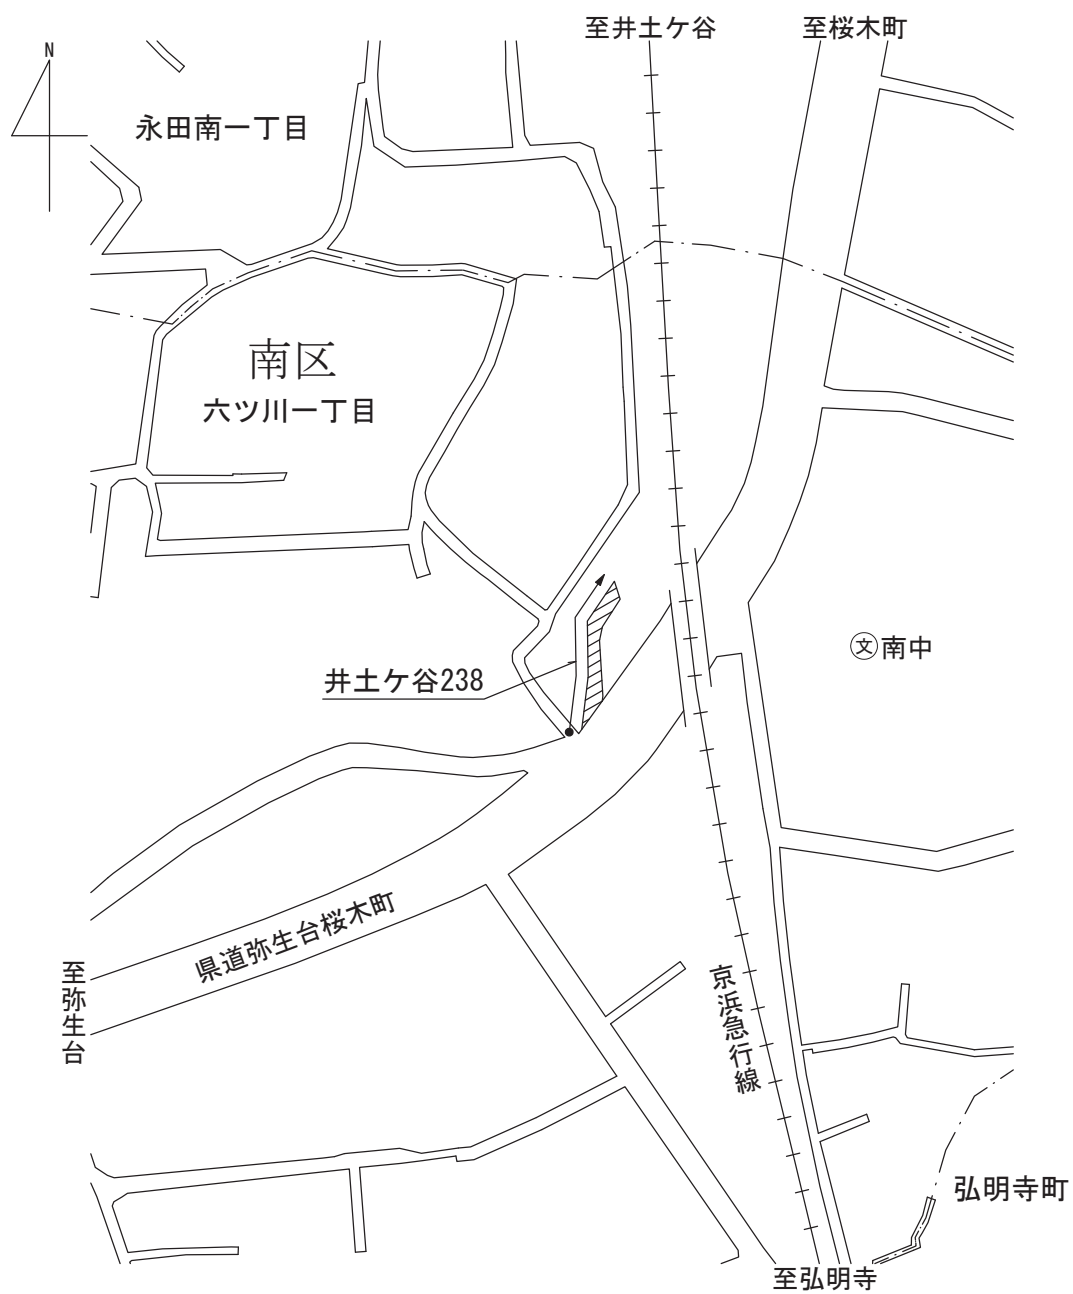 至井土ケ谷
至桜木町
N
永田南一丁目
南区
六ツ川一丁目
文南中
井土ケ谷238
県道弥生台桜木町
至弥生台
京浜急行線
弘明寺町
至弘明寺